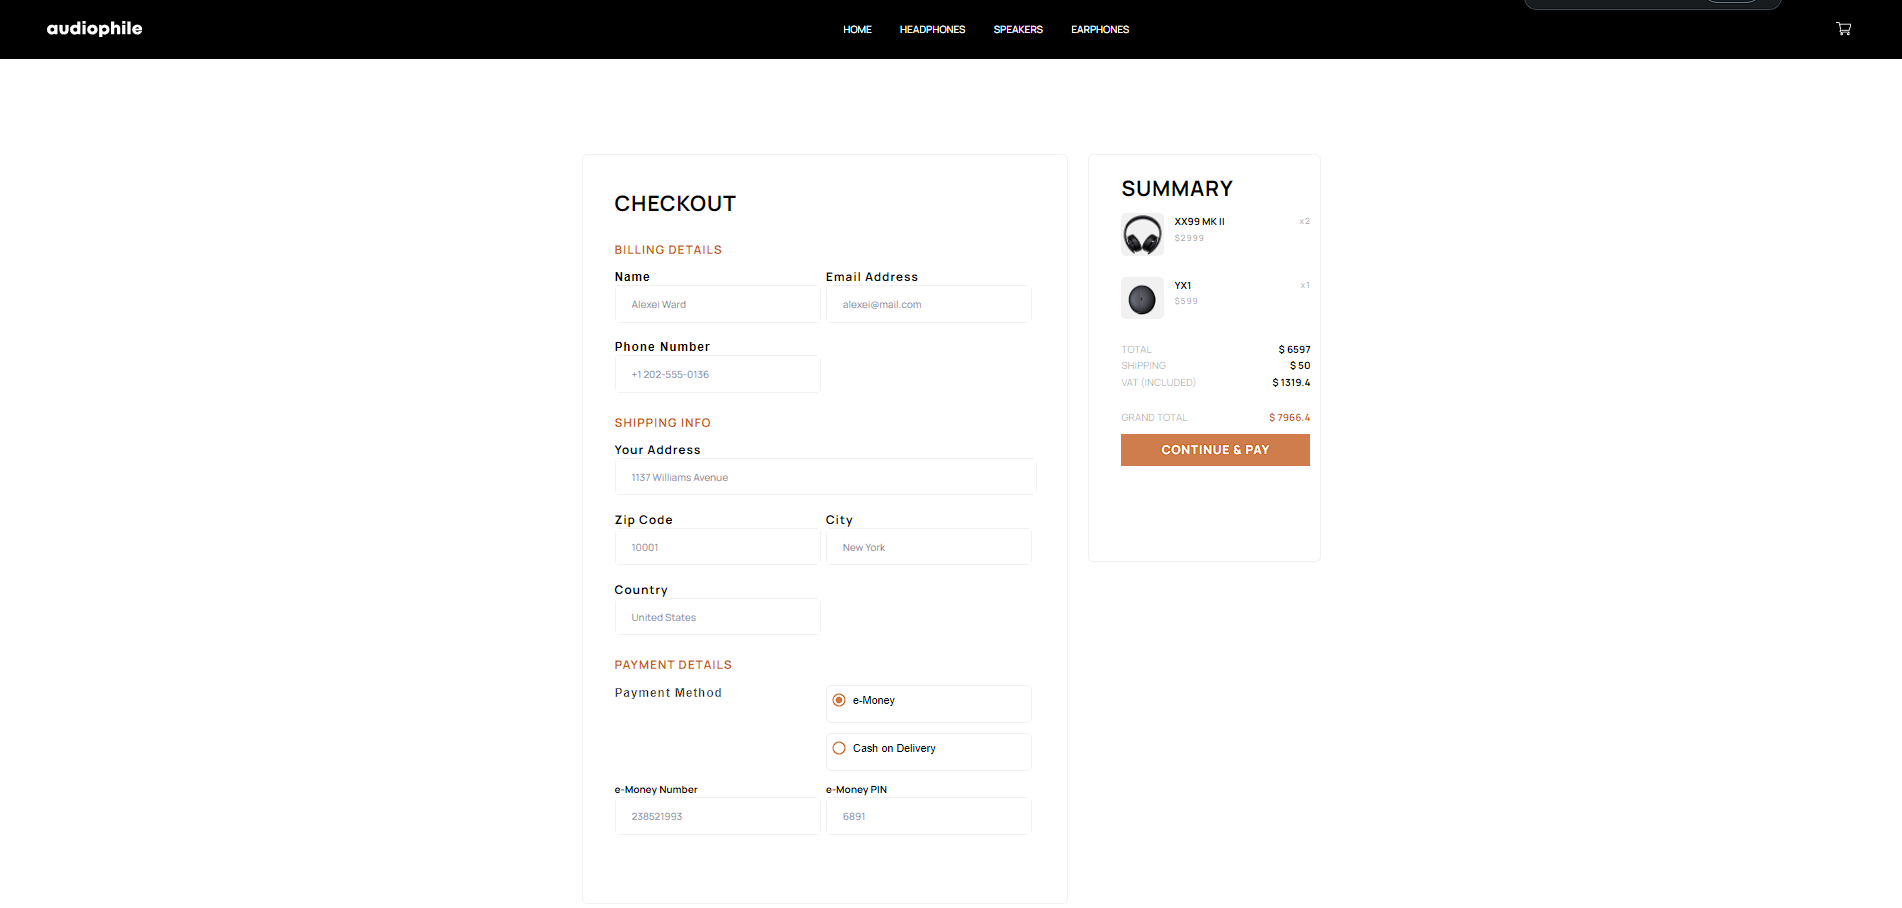 audiophile
HOME HEADPHONES SPEAKERS EARPHONES
CHECKOUT
BILLING DETAILS
Name Email Address
Alexei Ward alexei@mail.com
Phone Number
+1 202-555-0136
SHIPPING INFO
Your Address
1137 Williams Avenue
Zip Code City
10001 New York
Country
United States
PAYMENT DETAILS
Payment Method
e-Money
Cash on Delivery
e-Money Number e-Money PIN
238521993 6891
SUMMARY
XX99 MK II x2
$2999
YX1 x1
$599
TOTAL $ 6597
SHIPPING $ 50
VAT (INCLUDED) $ 1319.4
GRAND TOTAL $ 7966.4
CONTINUE & PAY